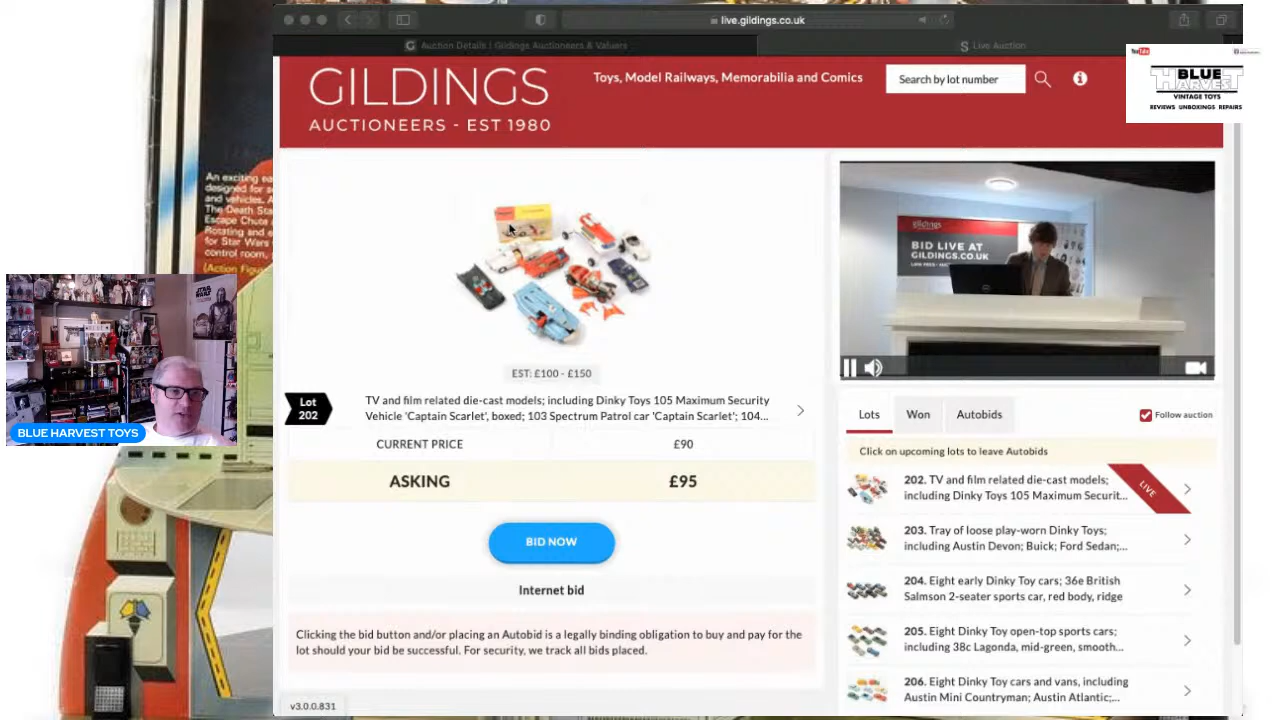 live.gildings.co.uk
Auction Details | Gildings Auctioneers & Valuers
Live Auction
GILDINGS
AUCTIONEERS - EST 1980
Toys, Model Railways, Memorabilia and Comics
Search by lot number
YouTube
BLUE
HARVEST
VINTAGE TOYS
REVIEWS UNBOXINGS REPAIRS
An exciting
designed for
and vehicles. A
The Death Sta
Escape Chute
Rotating and e
for Star Wars
control room,
(Action Figu
STAR WARS
BLUE HARVEST TOYS
EST: £100 - £150
Lot
202
TV and film related die-cast models; including Dinky Toys 105 Maximum Security
Vehicle 'Captain Scarlet', boxed; 103 Spectrum Patrol car 'Captain Scarlet'; 104...
CURRENT PRICE £90
ASKING £95
BID NOW
Internet bid
Clicking the bid button and/or placing an Autobid is a legally binding obligation to buy and pay for the
lot should your bid be successful. For security, we track all bids placed.
v3.0.0.831
gildings
BID LIVE AT
GILDINGS.CO.UK
Lots Won Autobids
Follow auction
Click on upcoming lots to leave Autobids
202. TV and film related die-cast models;
including Dinky Toys 105 Maximum Securit...
LIVE
203. Tray of loose play-worn Dinky Toys;
including Austin Devon; Buick; Ford Sedan;...
204. Eight early Dinky Toy cars; 36e British
Salmson 2-seater sports car, red body, ridge
205. Eight Dinky Toy open-top sports cars;
including 38c Lagonda, mid-green, smooth...
206. Eight Dinky Toy cars and vans, including
Austin Mini Countryman; Austin Atlantic;...